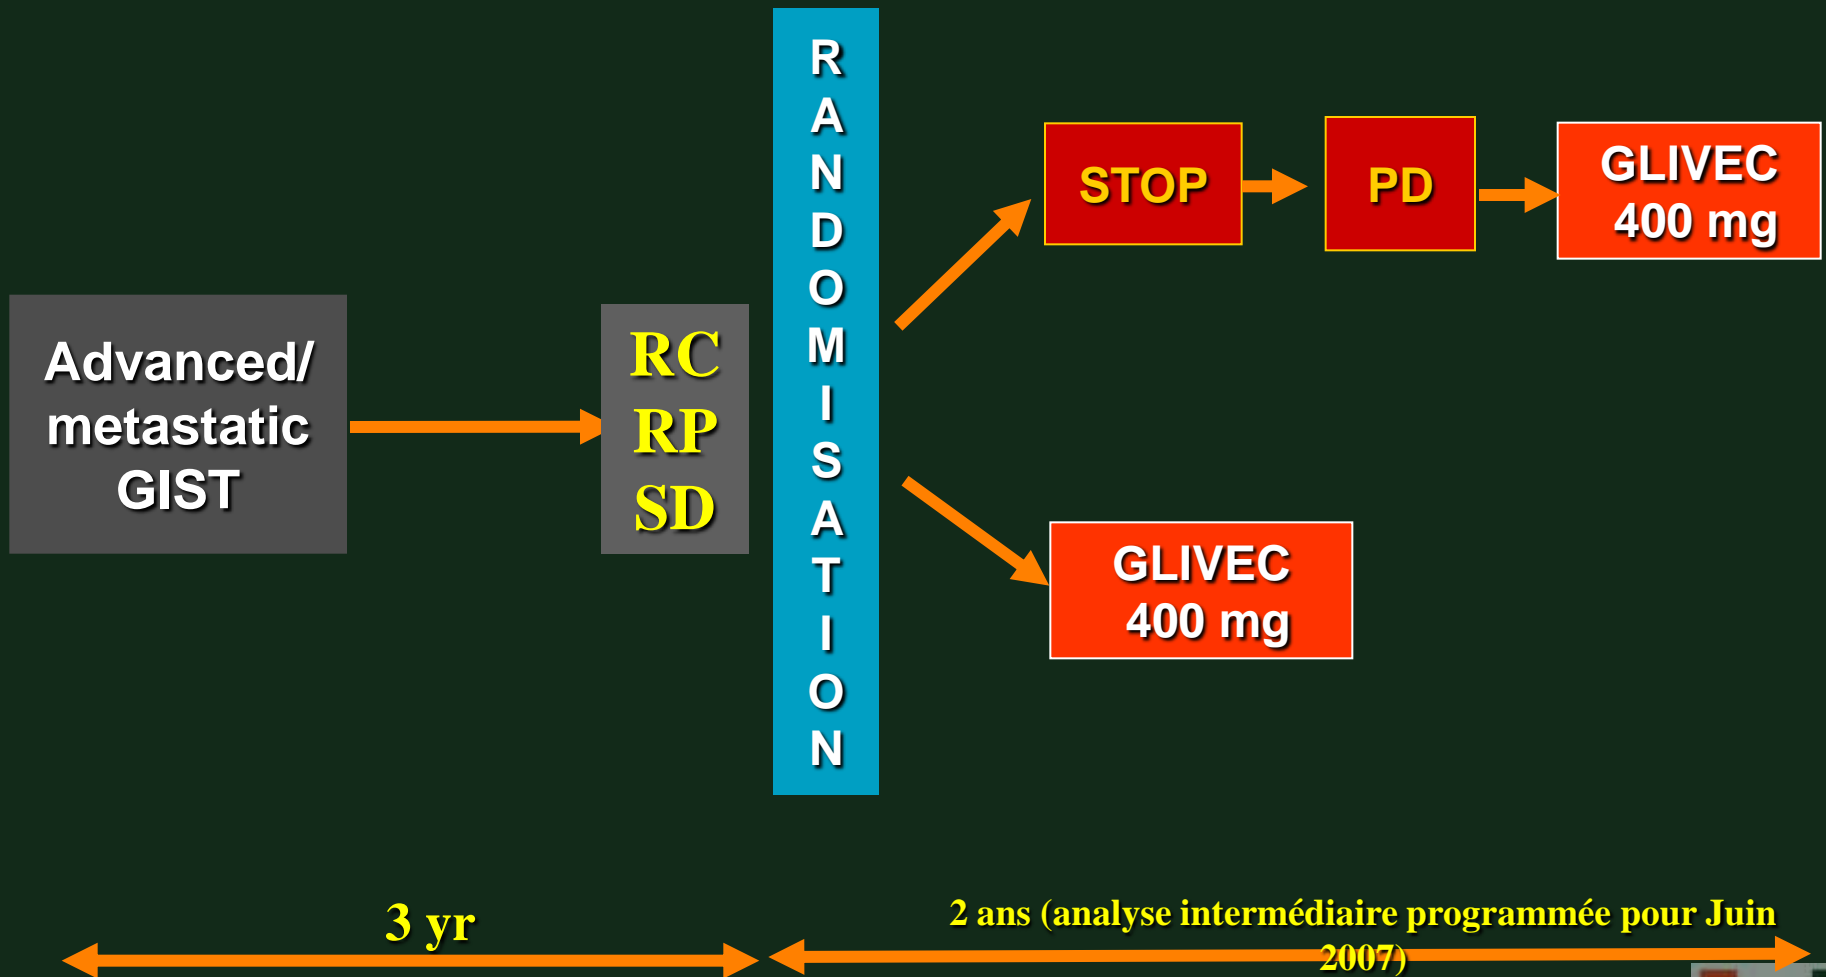 Advanced/
metastatic
GIST
RC
RP
SD
RANDOMISATION
STOP
PD
GLIVEC
400 mg
GLIVEC
400 mg
3 yr
2 ans (analyse intermédiaire programmée pour Juin
2007)